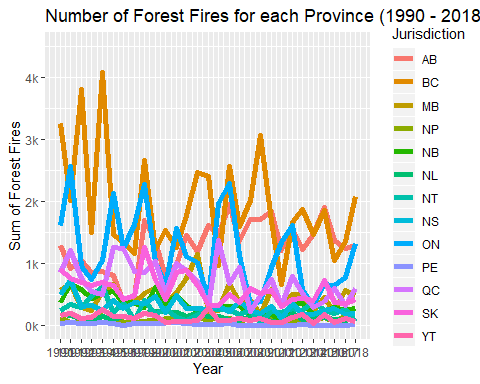 Number of Forest Fires for each Province (1990 - 2018
Jurisdiction
AB
BC
MB
NP
NB
NL
NT
NS
ON
PE
QC
SK
YT
4k
3k
2k
1k
0k
Sum of Forest Fires
Year